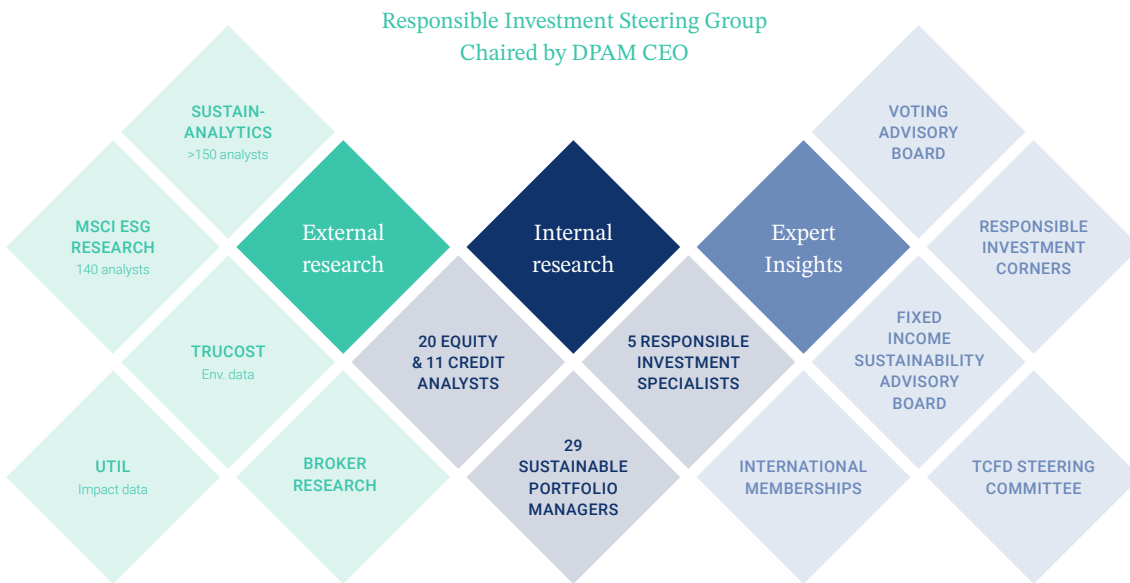 Responsible Investment Steering Group
Chaired by DPAM CEO
SUSTAIN-
ANALYTICS
>150 analysts
MSCI ESG
RESEARCH
140 analysts
External
research
TRUCOST
Env. data
UTIL
Impact data
BROKER
RESEARCH
Internal
research
20 EQUITY
& 11 CREDIT
ANALYSTS
5 RESPONSIBLE
INVESTMENT
SPECIALISTS
29
SUSTAINABLE
PORTFOLIO
MANAGERS
Expert
Insights
VOTING
ADVISORY
BOARD
RESPONSIBLE
INVESTMENT
CORNERS
FIXED
INCOME
SUSTAINABILITY
ADVISORY
BOARD
INTERNATIONAL
MEMBERSHIPS
TCFD STEERING
COMMITTEE